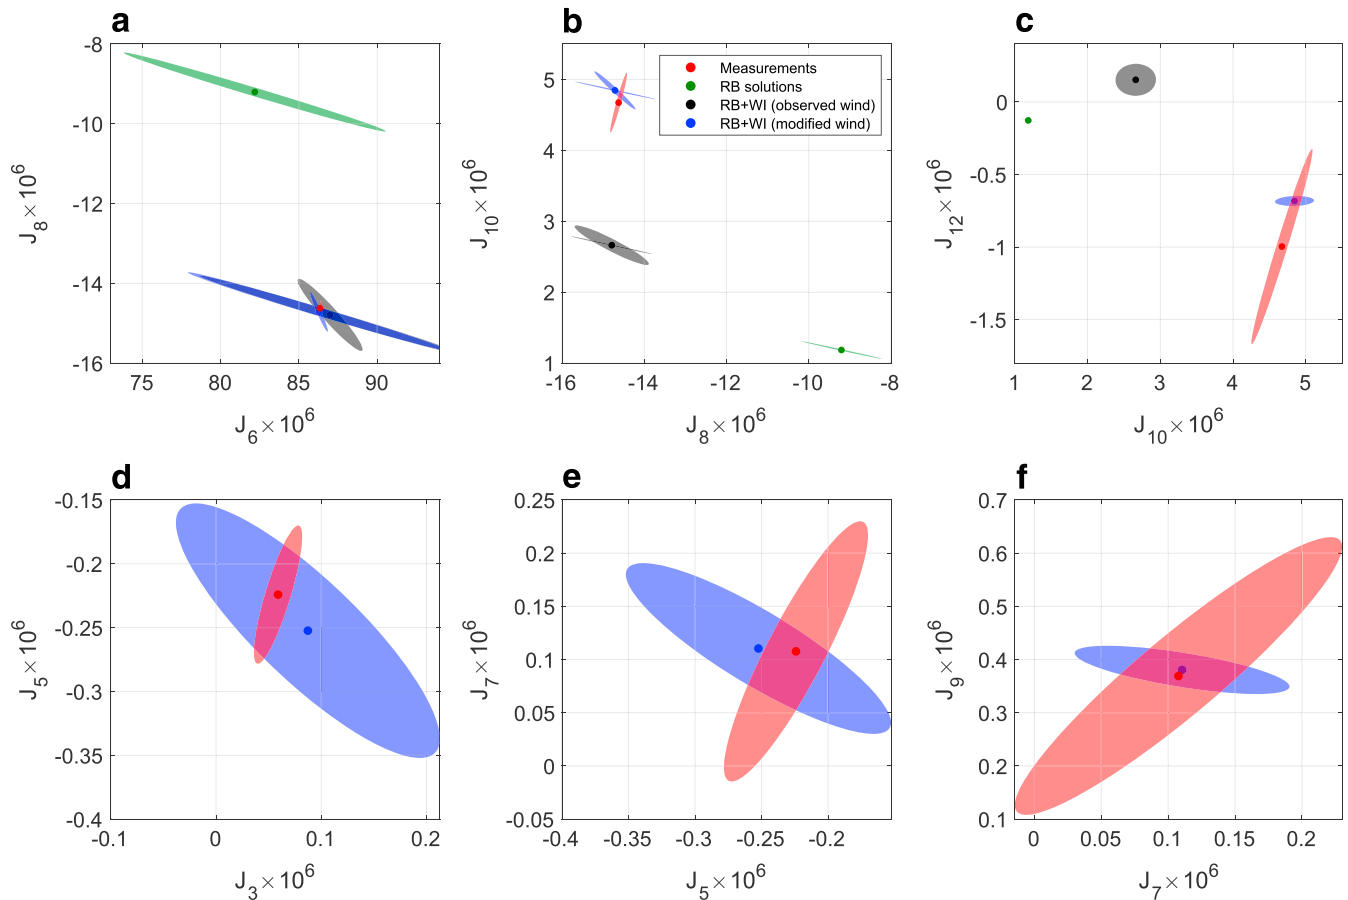 a
-8
-10
-12
-14
-16
J8×10^6
75
80
85
90
J6×10^6
b
5
4
3
2
1
J10×10^6
-16
-14
-12
-10
-8
J8×10^6
Measurements
RB solutions
RB+WI (observed wind)
RB+WI (modified wind)
c
0
-0.5
-1
-1.5
J12×10^6
1
2
3
4
5
J10×10^6
d
-0.15
-0.2
-0.25
-0.3
-0.35
-0.4
J5×10^6
-0.1
0
0.1
0.2
J3×10^6
e
0.25
0.2
0.15
0.1
0.05
0
-0.05
J7×10^6
-0.4
-0.35
-0.3
-0.25
-0.2
J5×10^6
f
0.7
0.6
0.5
0.4
0.3
0.2
0.1
J9×10^6
0
0.05
0.1
0.15
0.2
J7×10^6